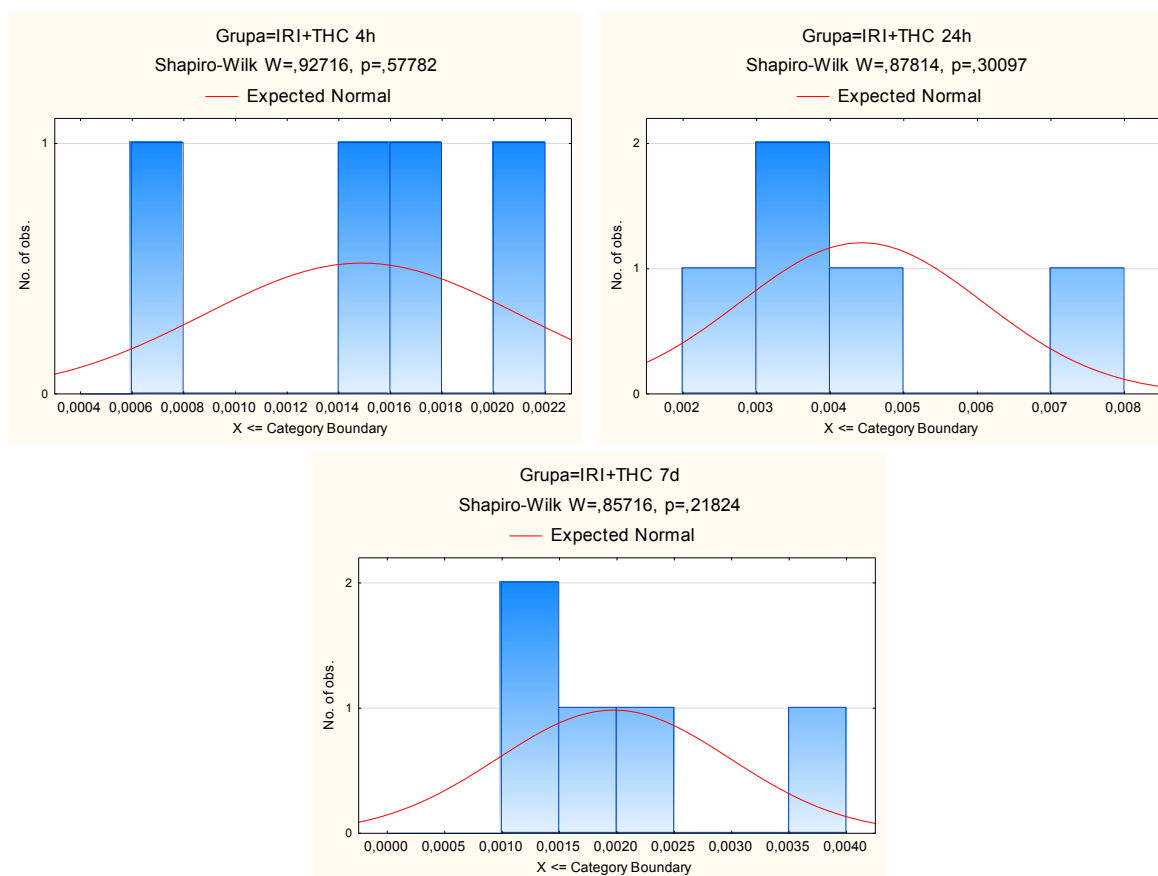 Grupa=IRI+THC 4h
Shapiro-Wilk W=,92716, p=,57782
Expected Normal
1
0
No. of obs.
0,0004 0,0006 0,0008 0,0010 0,0012 0,0014 0,0016 0,0018 0,0020 0,0022
X <= Category Boundary
Grupa=IRI+THC 24h
Shapiro-Wilk W=,87814, p=,30097
Expected Normal
2
1
0
No. of obs.
0,002 0,003 0,004 0,005 0,006 0,007 0,008
X <= Category Boundary
Grupa=IRI+THC 7d
Shapiro-Wilk W=,85716, p=,21824
Expected Normal
2
1
0
No. of obs.
0,0000 0,0005 0,0010 0,0015 0,0020 0,0025 0,0030 0,0035 0,0040
X <= Category Boundary